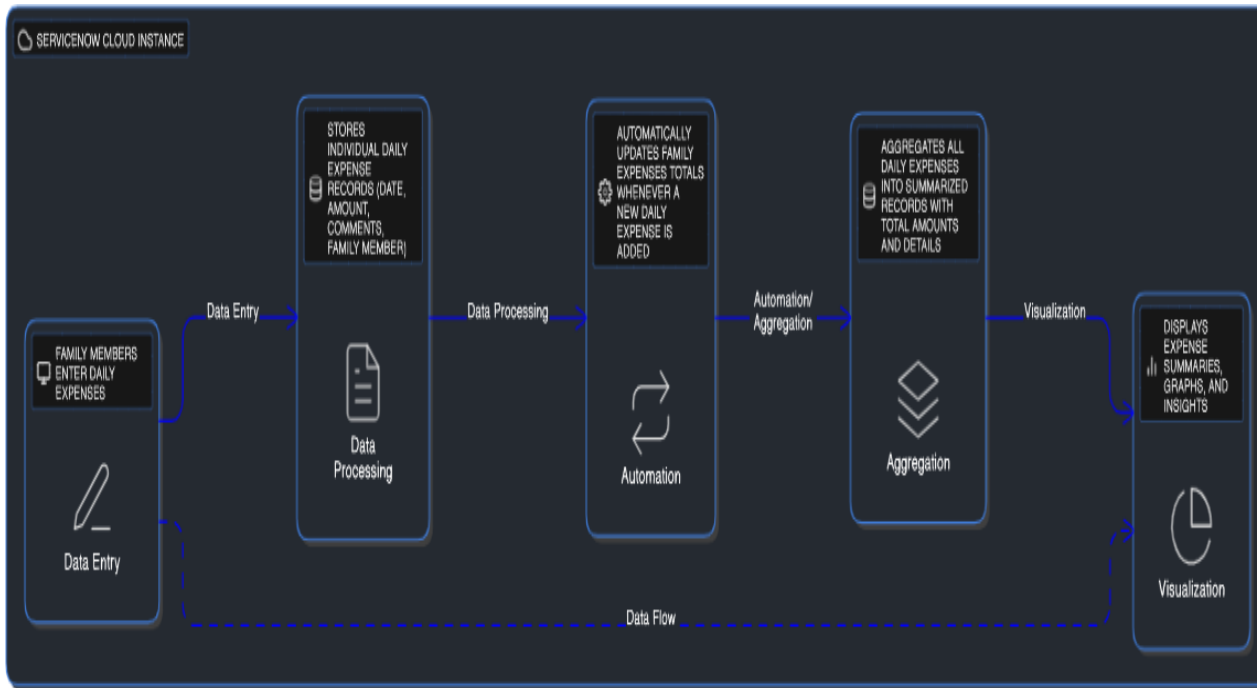 SERVICENOW CLOUD INSTANCE
FAMILY MEMBERS
ENTER DAILY
EXPENSES
Data Entry
Data Entry
STORES
INDIVIDUAL DAILY
EXPENSE
RECORDS (DATE,
AMOUNT,
COMMENTS,
FAMILY MEMBER)
Data
Processing
Data Processing
AUTOMATICALLY
UPDATES FAMILY
EXPENSES TOTALS
WHENEVER A
NEW DAILY
EXPENSE IS
ADDED
Automation
Automation/
Aggregation
AGGREGATES ALL
DAILY EXPENSES
INTO SUMMARIZED
RECORDS WITH
TOTAL AMOUNTS
AND DETAILS
Aggregation
Visualization
DISPLAYS
EXPENSE
SUMMARIES,
GRAPHS, AND
INSIGHTS
Visualization
Data Flow